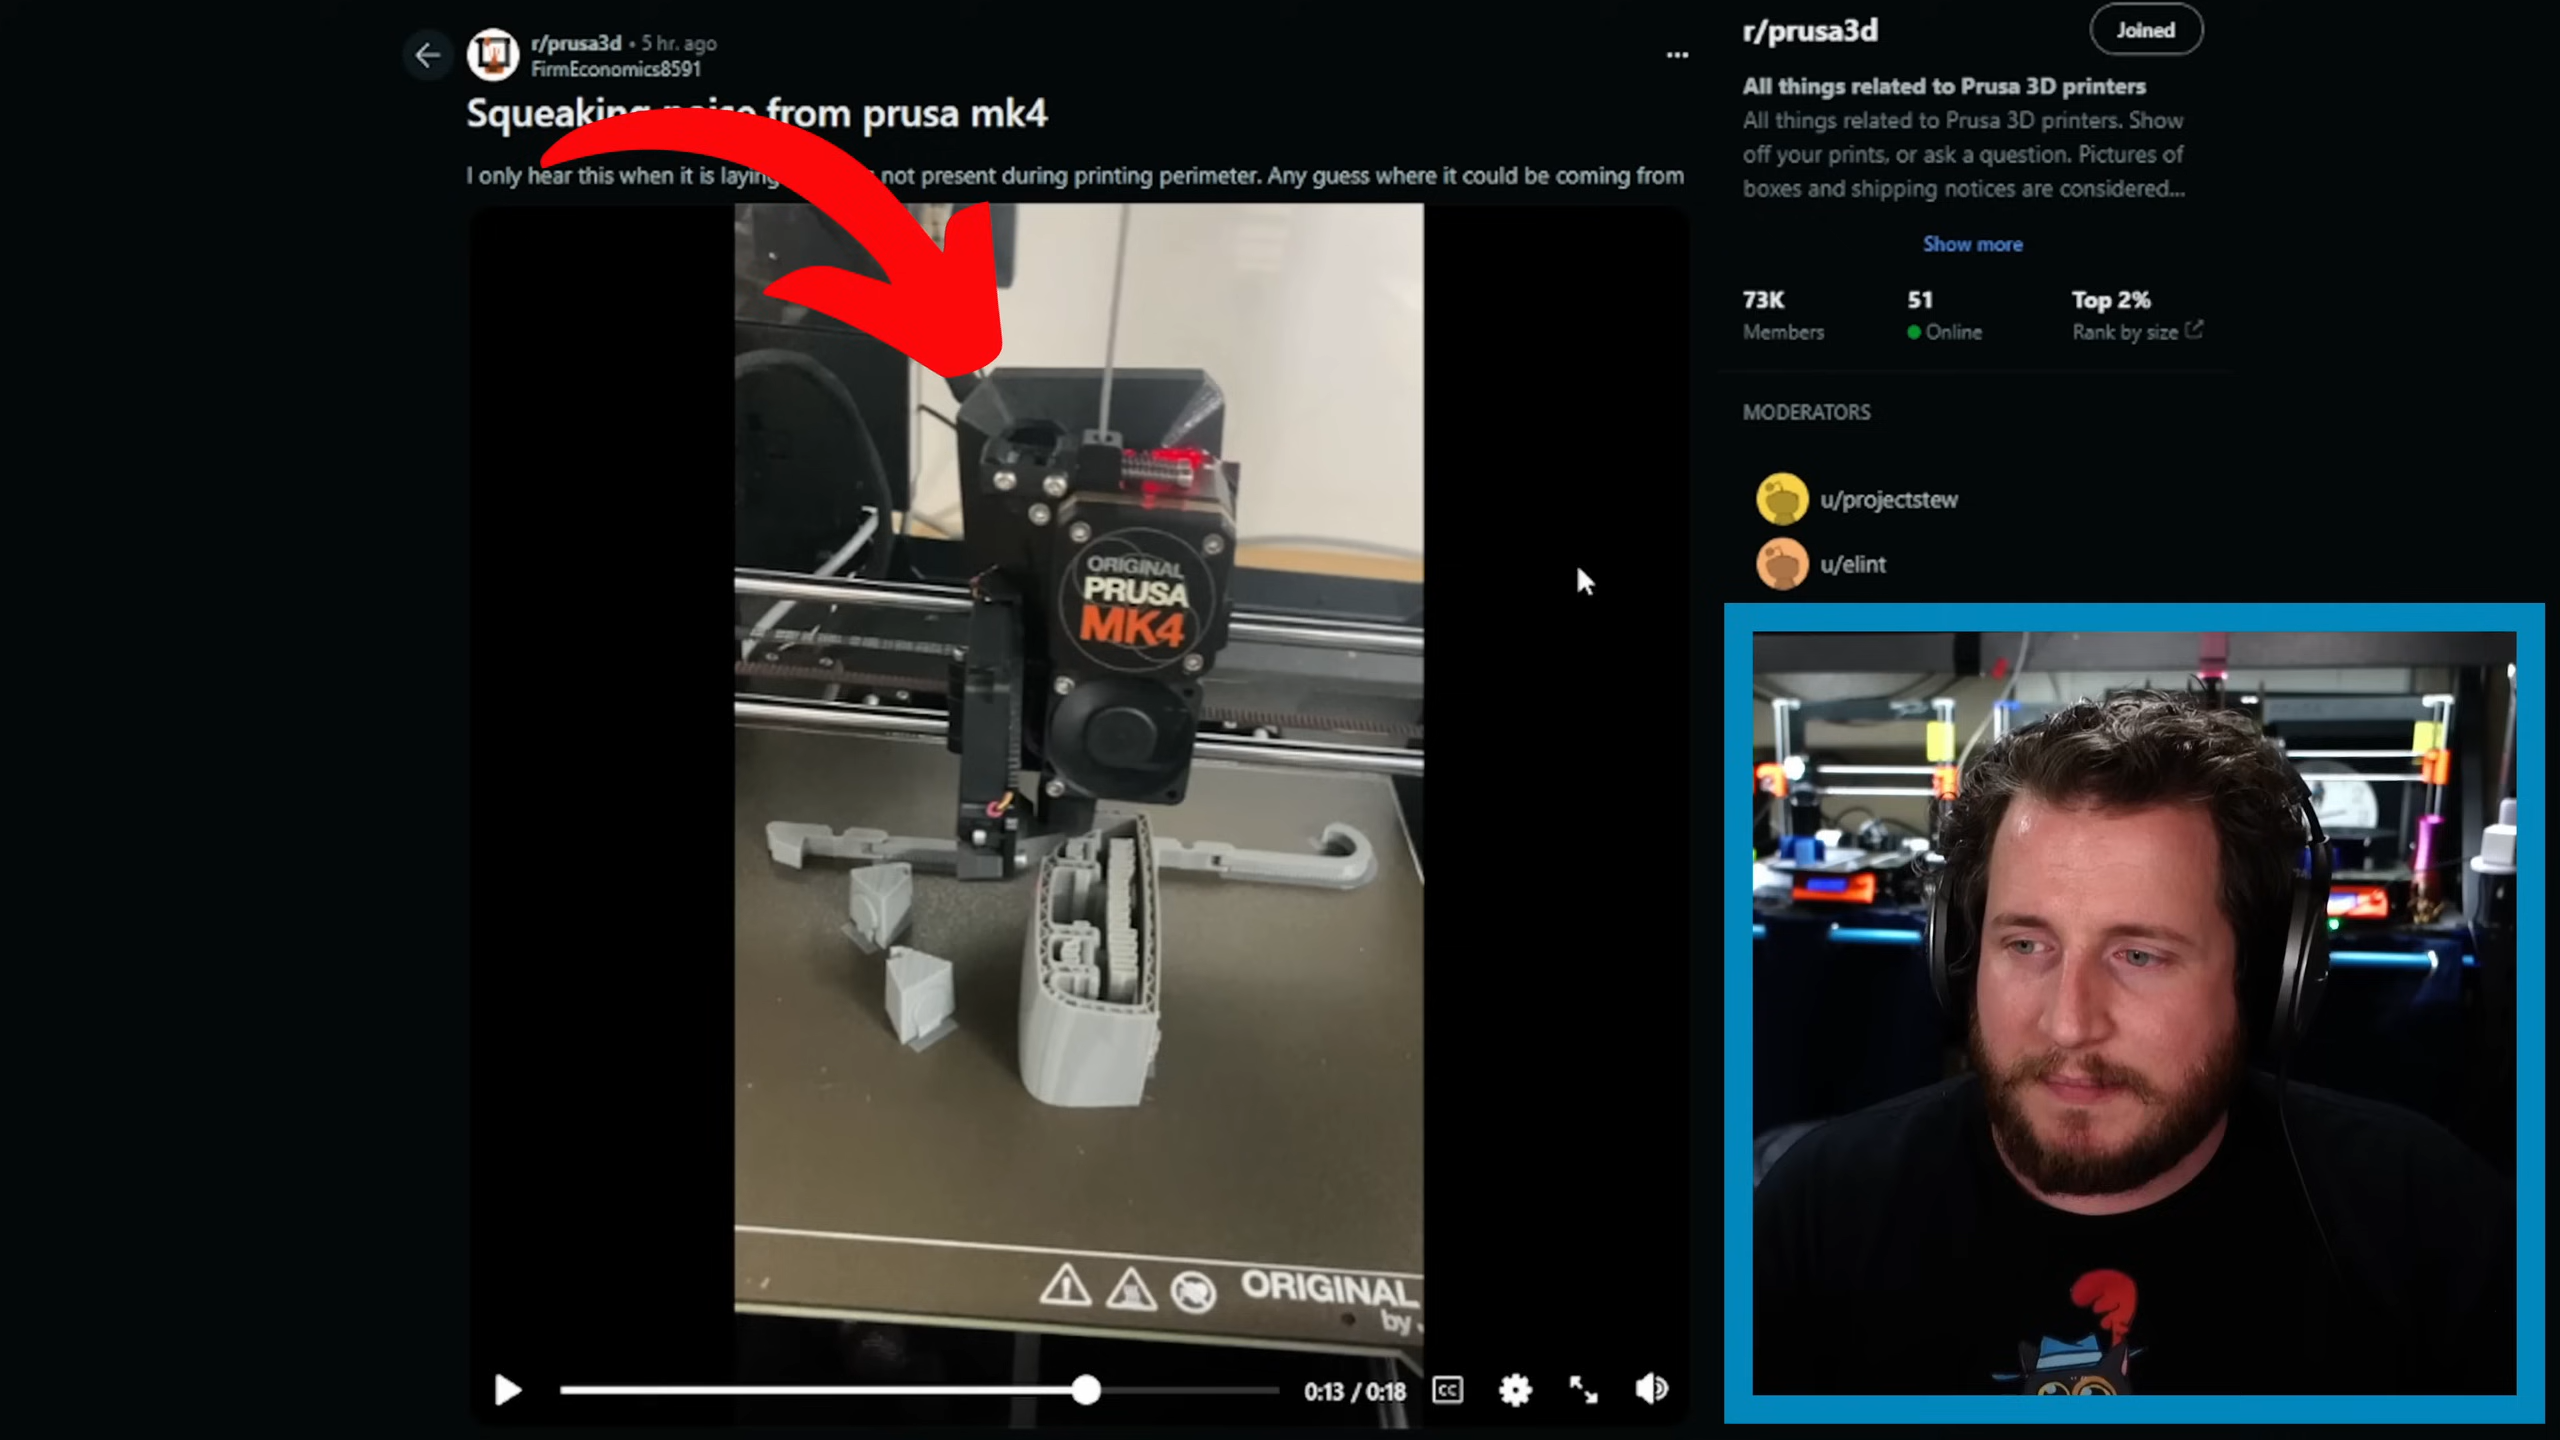 r/prusa3d • 5 hr. ago
FirmEconomics8591
Squeaking noise from prusa mk4
I only hear this when it is laying not present during printing perimeter. Any guess where it could be coming from
ORIGINAL
PRUSA
MK4
ORIGINAL
by
0:13 / 0:18
CC
r/prusa3d
Joined
All things related to Prusa 3D printers
All things related to Prusa 3D printers. Show
off your prints, or ask a question. Pictures of
boxes and shipping notices are considered...
Show more
73K
Members
51
Online
Top 2%
Rank by size
MODERATORS
u/projectstew
u/elint